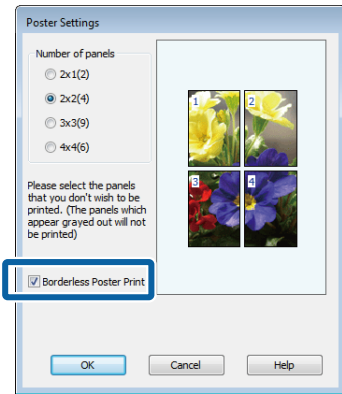 Poster Settings
Number of panels
2x1(2)
2x2(4)
3x3(9)
4x4(6)
Please select the panels
that you don't wish to be
printed. (The panels which
appear grayed out will not
be printed)
Borderless Poster Print
1
2
3
4
OK
Cancel
Help